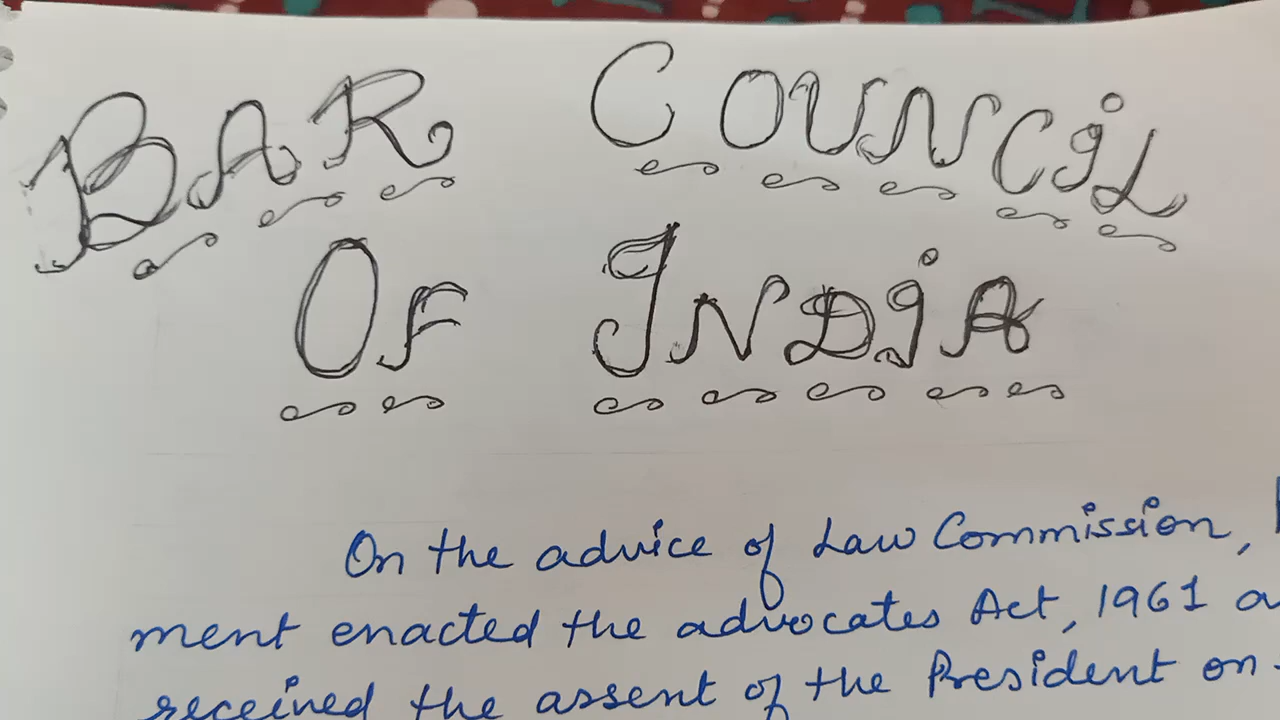 BAR COUNCIL
OF INDIA
On the advice of Law Commission,
ment enacted the advocates Act, 1961
received the assent of the President on